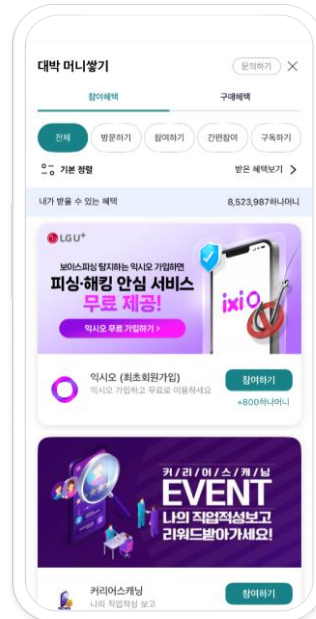 대박 머니쌓기
문의하기
참여혜택
구매혜택
전체
방문하기
참여하기
간편참여
구독하기
기본 정렬
받은 혜택보기
내가 받을 수 있는 혜택
8,523,987하나머니
LG U+
보이스피싱 탐지하는 익시오 가입하면
피싱·해킹 안심 서비스
무료 제공!
익시오 무료 가입하기 >
ixi O
익시오 (최초회원가입)
익시오 가입하고 무료로 이용하세요
참여하기
+800하나머니
커/리/어/스/캐/닝
EVENT
나의 직업적성보고
리워드받아가세요!
커리어스캐닝
나의 직업적성 보고
참여하기